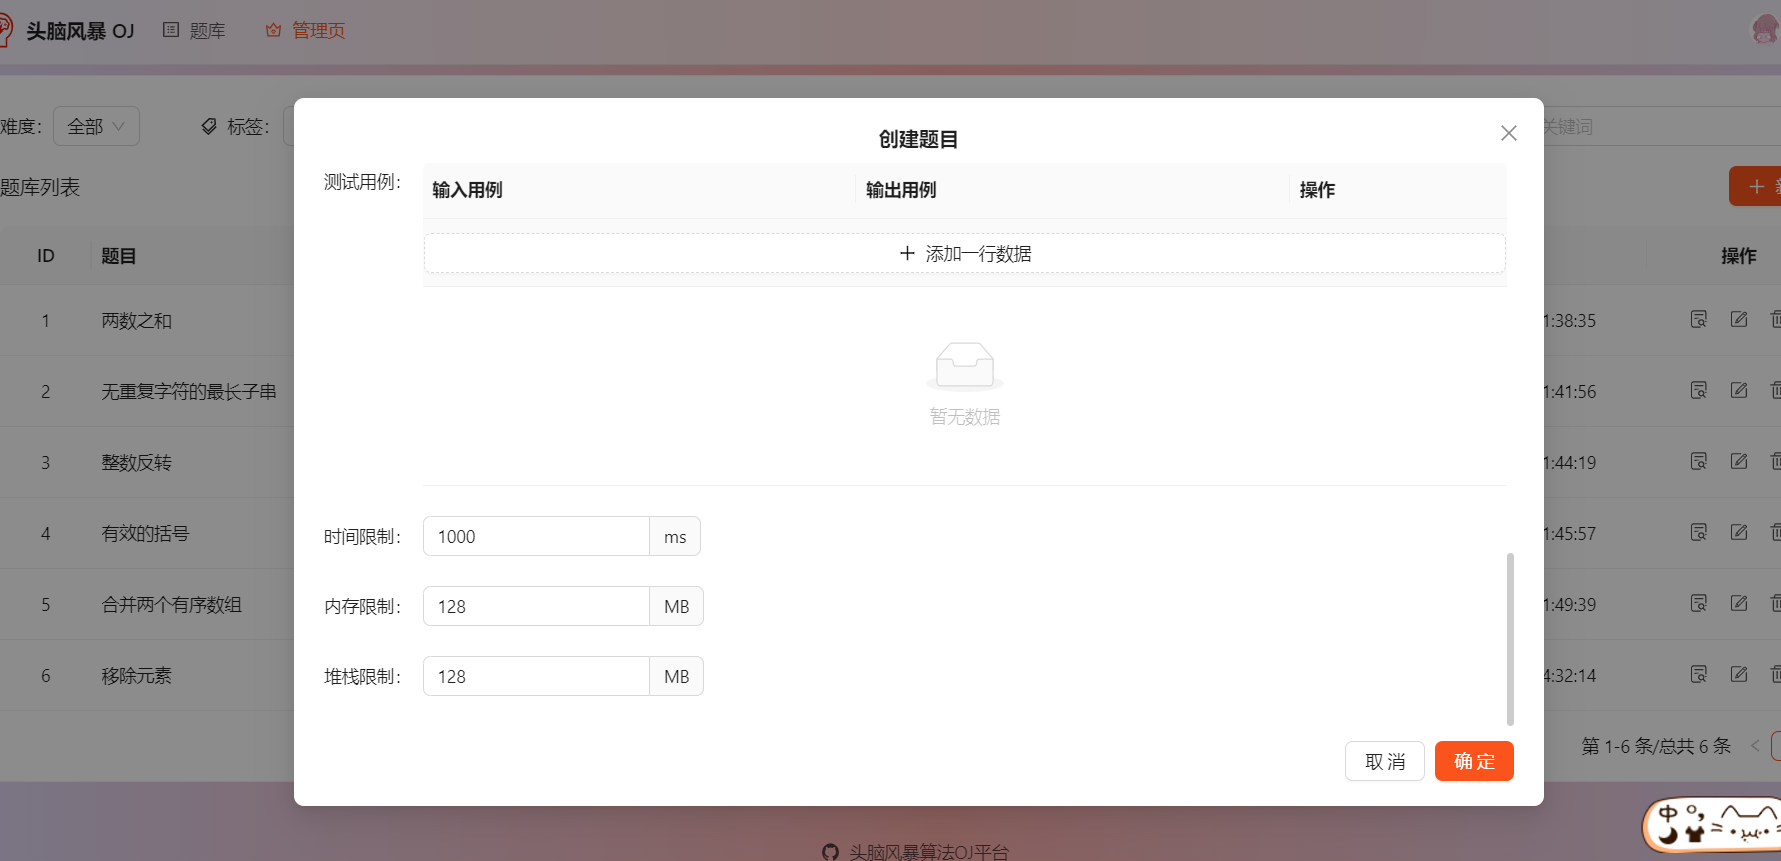 头脑风暴 OJ 题库 管理页
难度： 全部 标签： 关键词
题库列表
ID 题目 操作
1 两数之和 1:38:35
2 无重复字符的最长子串 1:41:56
3 整数反转 1:44:19
4 有效的括号 1:45:57
5 合并两个有序数组 1:49:39
6 移除元素 4:32:14
第 1-6 条/总共 6 条
创建题目
测试用例： 输入用例 输出用例 操作
添加一行数据
暂无数据
时间限制： 1000 ms
内存限制： 128 MB
堆栈限制： 128 MB
取 消 确 定
中
头脑风暴算法OJ平台